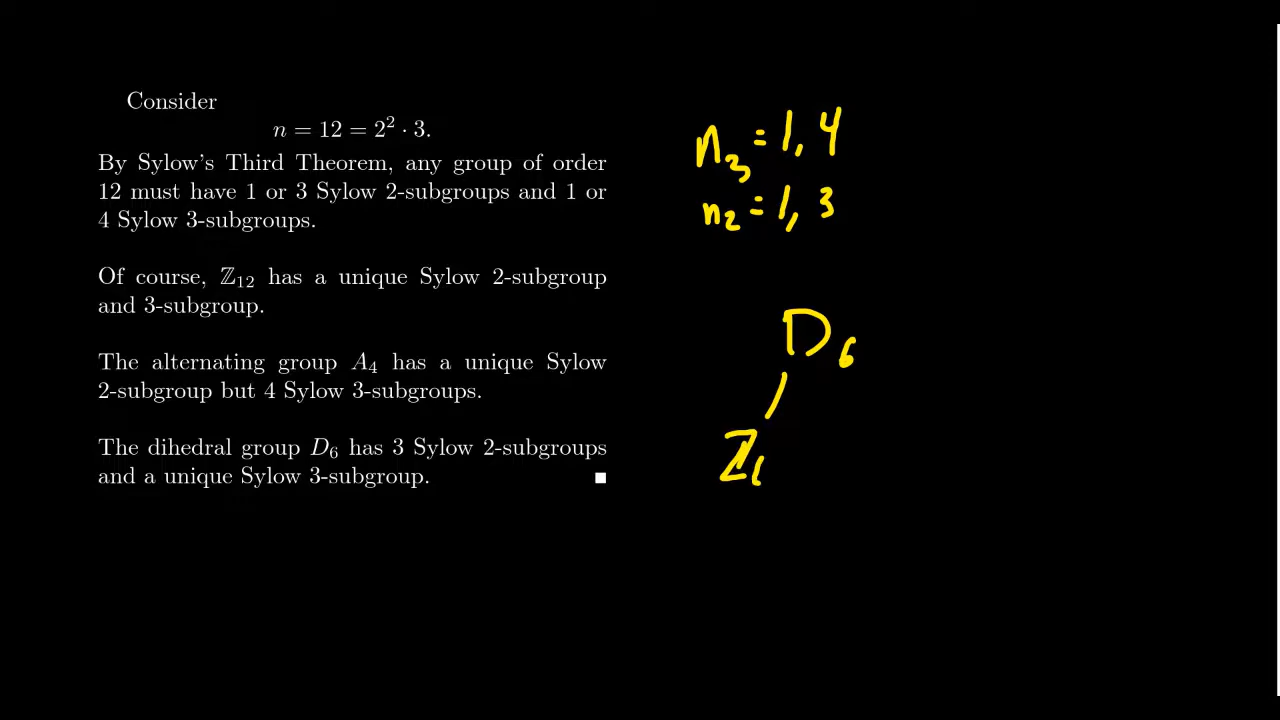 Consider
n = 12 = 2² · 3.
By Sylow's Third Theorem, any group of order
12 must have 1 or 3 Sylow 2-subgroups and 1 or
4 Sylow 3-subgroups.
Of course, ℤ₁₂ has a unique Sylow 2-subgroup
and 3-subgroup.
The alternating group A₄ has a unique Sylow
2-subgroup but 4 Sylow 3-subgroups.
The dihedral group D₆ has 3 Sylow 2-subgroups
and a unique Sylow 3-subgroup. ■
n₃ = 1, 4
n₂ = 1, 3
D₆
ℤ₆